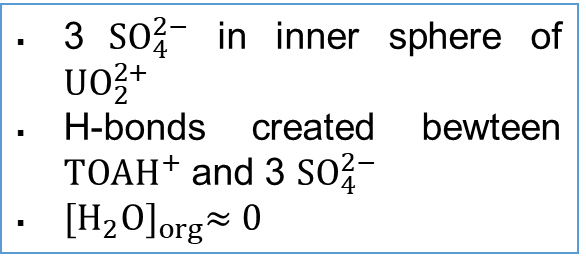 ▪ 3 SO₄²⁻ in inner sphere of
UO₂²⁺
▪ H-bonds created bewteen
TOAH⁺ and 3 SO₄²⁻
▪ [H₂O]ₒᵣg≈ 0